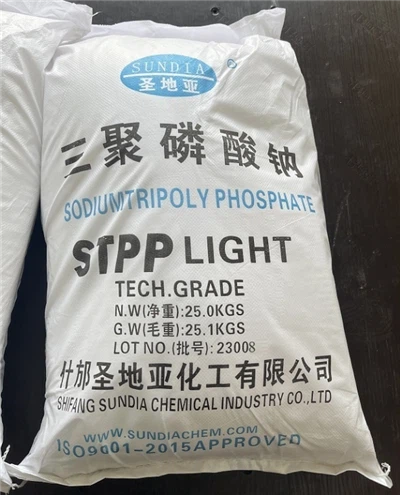 SUNDIA
圣地亚
®
三聚磷酸钠
SODIUMTRIPOLY PHOSPHATE
STPP LIGHT
TECH.GRADE
N.W(净重):25.0KGS
G.W(毛重):25.1KGS
LOT NO.(批号): 23008
什邡圣地亚化工有限公司
SHIFANG SUNDIA CHEMICAL INDUSTRY CO.,LTD
WWW.SUNDIACHEM.COM
ISO9001-2015APPROVED